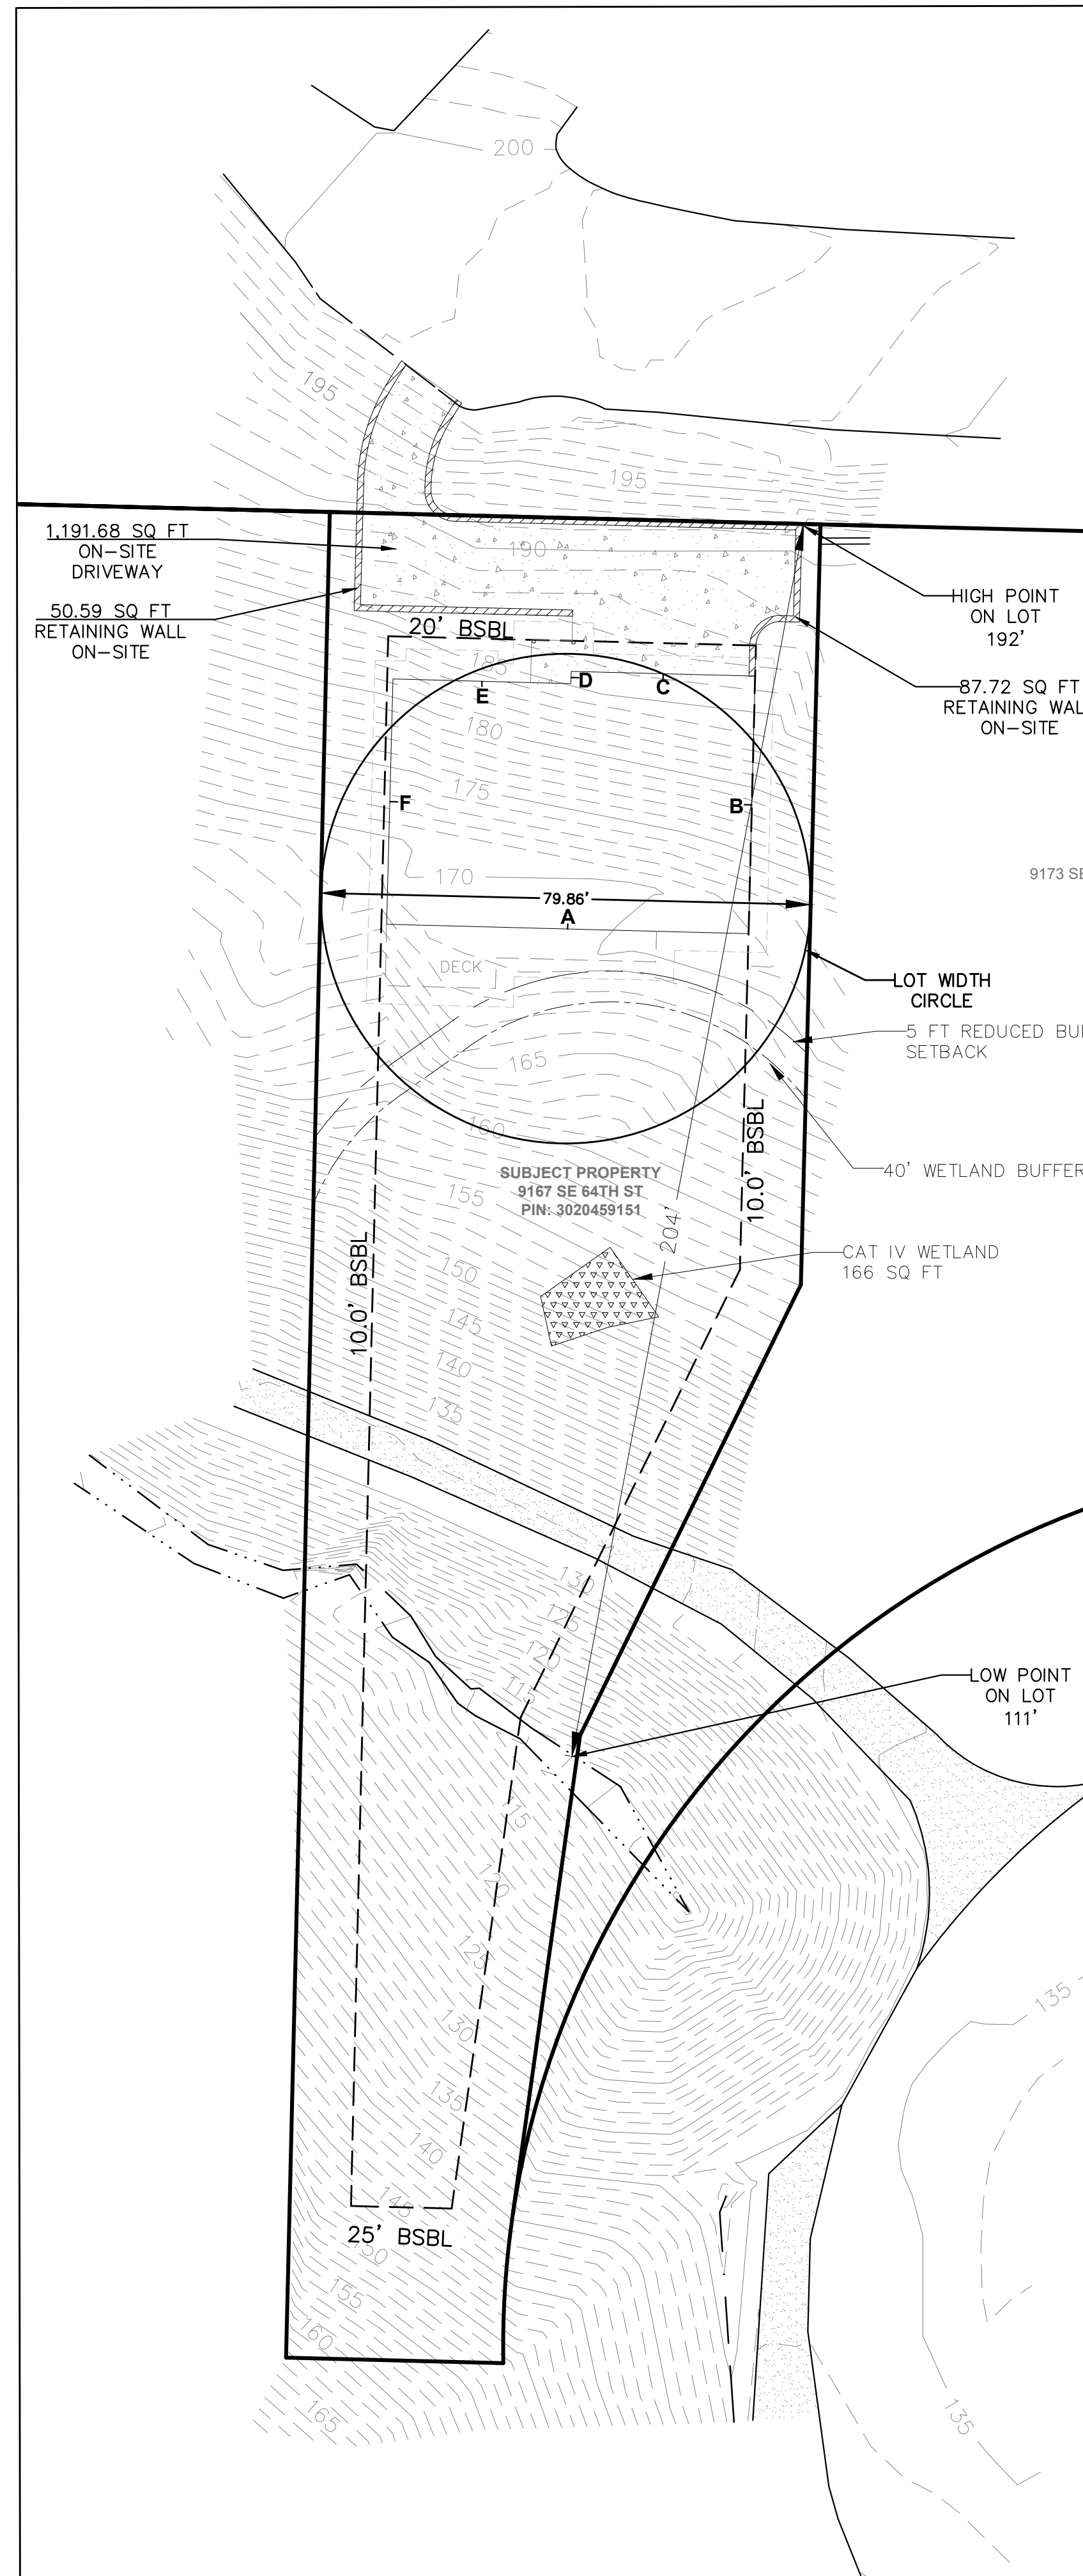 200
195
195
1,191.68 SQ FT
ON-SITE
DRIVEWAY
190
50.59 SQ FT
RETAINING WALL
ON-SITE
HIGH POINT
ON LOT
192'
20' BSBL
185
D
C
E
87.72 SQ FT
RETAINING WAL
ON-SITE
180
175
F
B
170
9173 SE
79.86'
A
DECK
LOT WIDTH
CIRCLE
5 FT REDUCED BU
SETBACK
165
160
10.0' BSBL
40' WETLAND BUFFER
SUBJECT PROPERTY
9167 SE 64TH ST
PIN: 3020459151
155
204'
10.0' BSBL
CAT IV WETLAND
166 SQ FT
150
145
140
135
130
125
120
115
LOW POINT
ON LOT
111'
120
125
130
135
135
140
145
25' BSBL
150
155
160
165
135